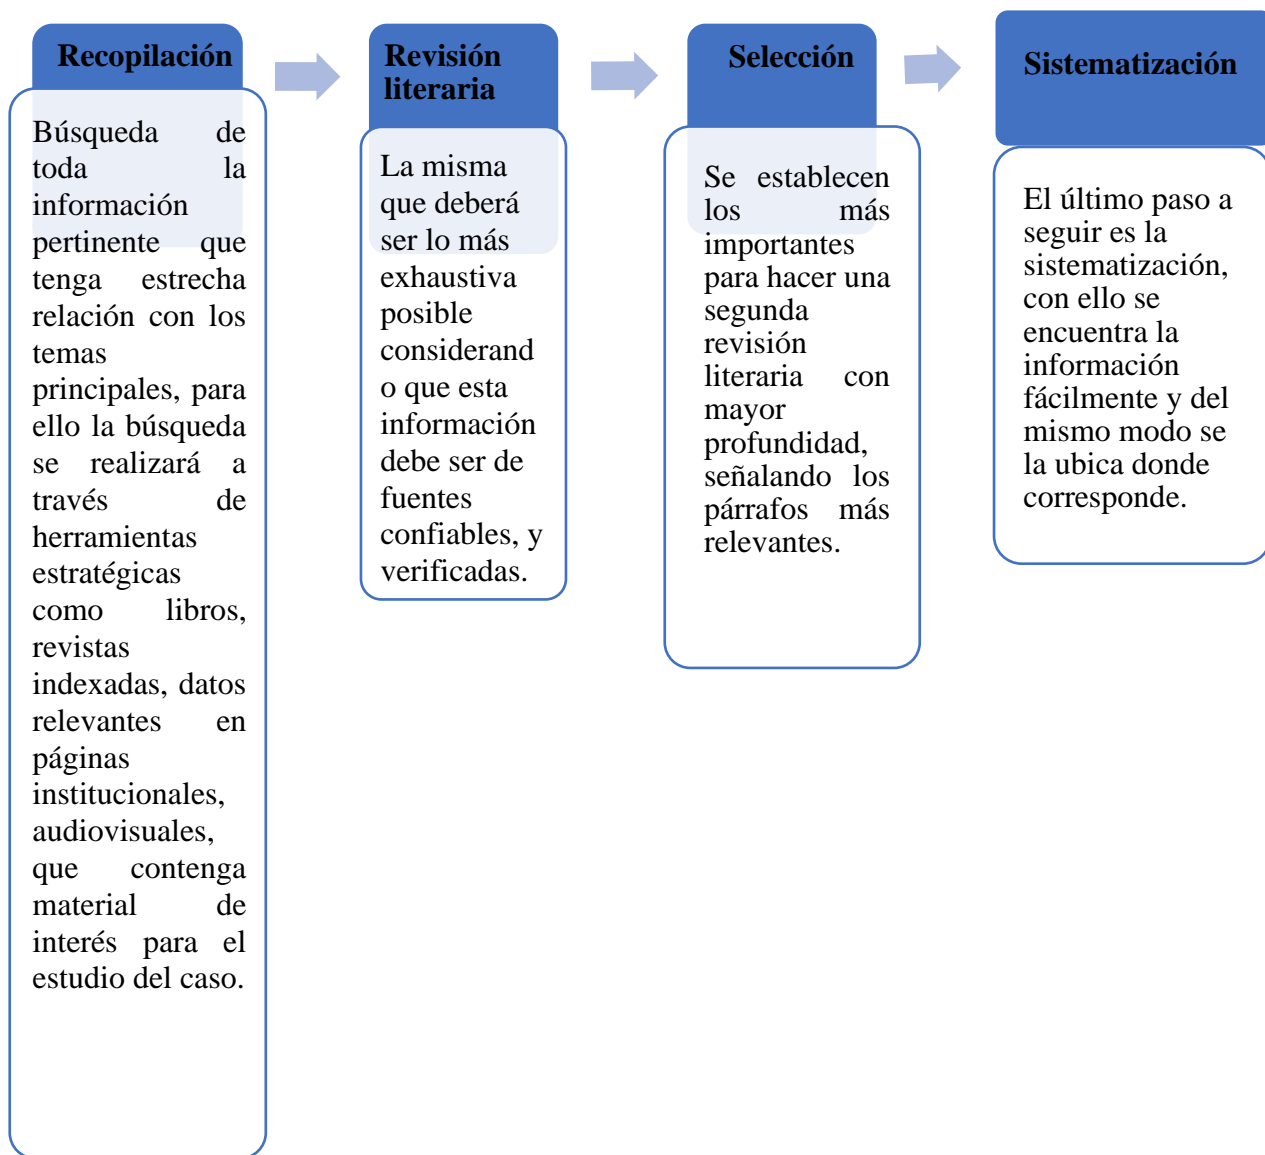 Recopilación
Búsqueda de
toda la
información
pertinente que
tenga estrecha
relación con los
temas
principales, para
ello la búsqueda
se realizará a
través de
herramientas
estratégicas
como libros,
revistas
indexadas, datos
relevantes en
páginas
institucionales,
audiovisuales,
que contenga
material de
interés para el
estudio del caso.
Revisión
literaria
La misma
que deberá
ser lo más
exhaustiva
posible
considerand
o que esta
información
debe ser de
fuentes
confiables, y
verificadas.
Selección
Se establecen
los más
importantes
para hacer una
segunda
revisión
literaria con
mayor
profundidad,
señalando los
párrafos más
relevantes.
Sistematización
El último paso a
seguir es la
sistematización,
con ello se
encuentra la
información
fácilmente y del
mismo modo se
la ubica donde
corresponde.